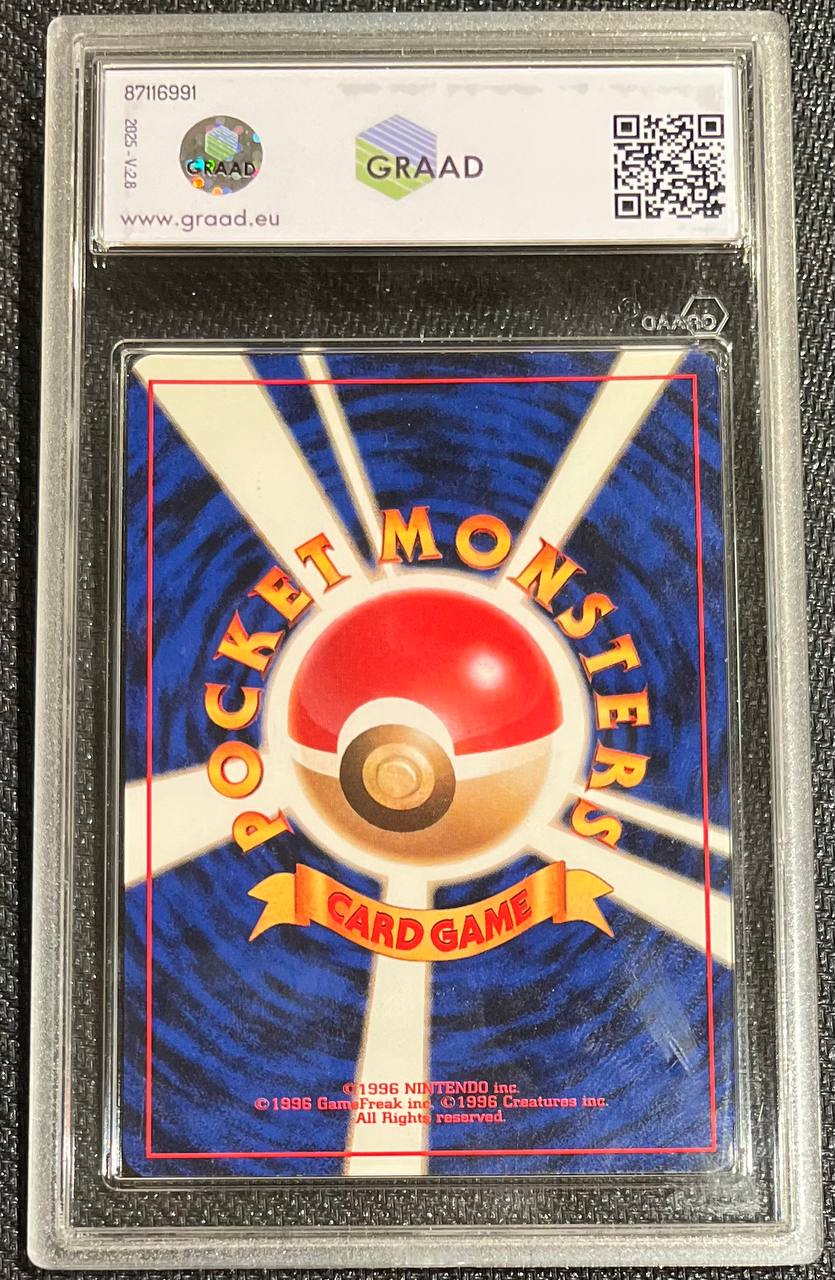 87116991
2025 - V.2.8
GRAAD
GRAAD
www.graad.eu
GRAAD
POCKET MONSTERS
CARD GAME
©1996 NINTENDO inc.
©1996 GameFreak inc. ©1996 Creatures inc.
All Rights reserved.